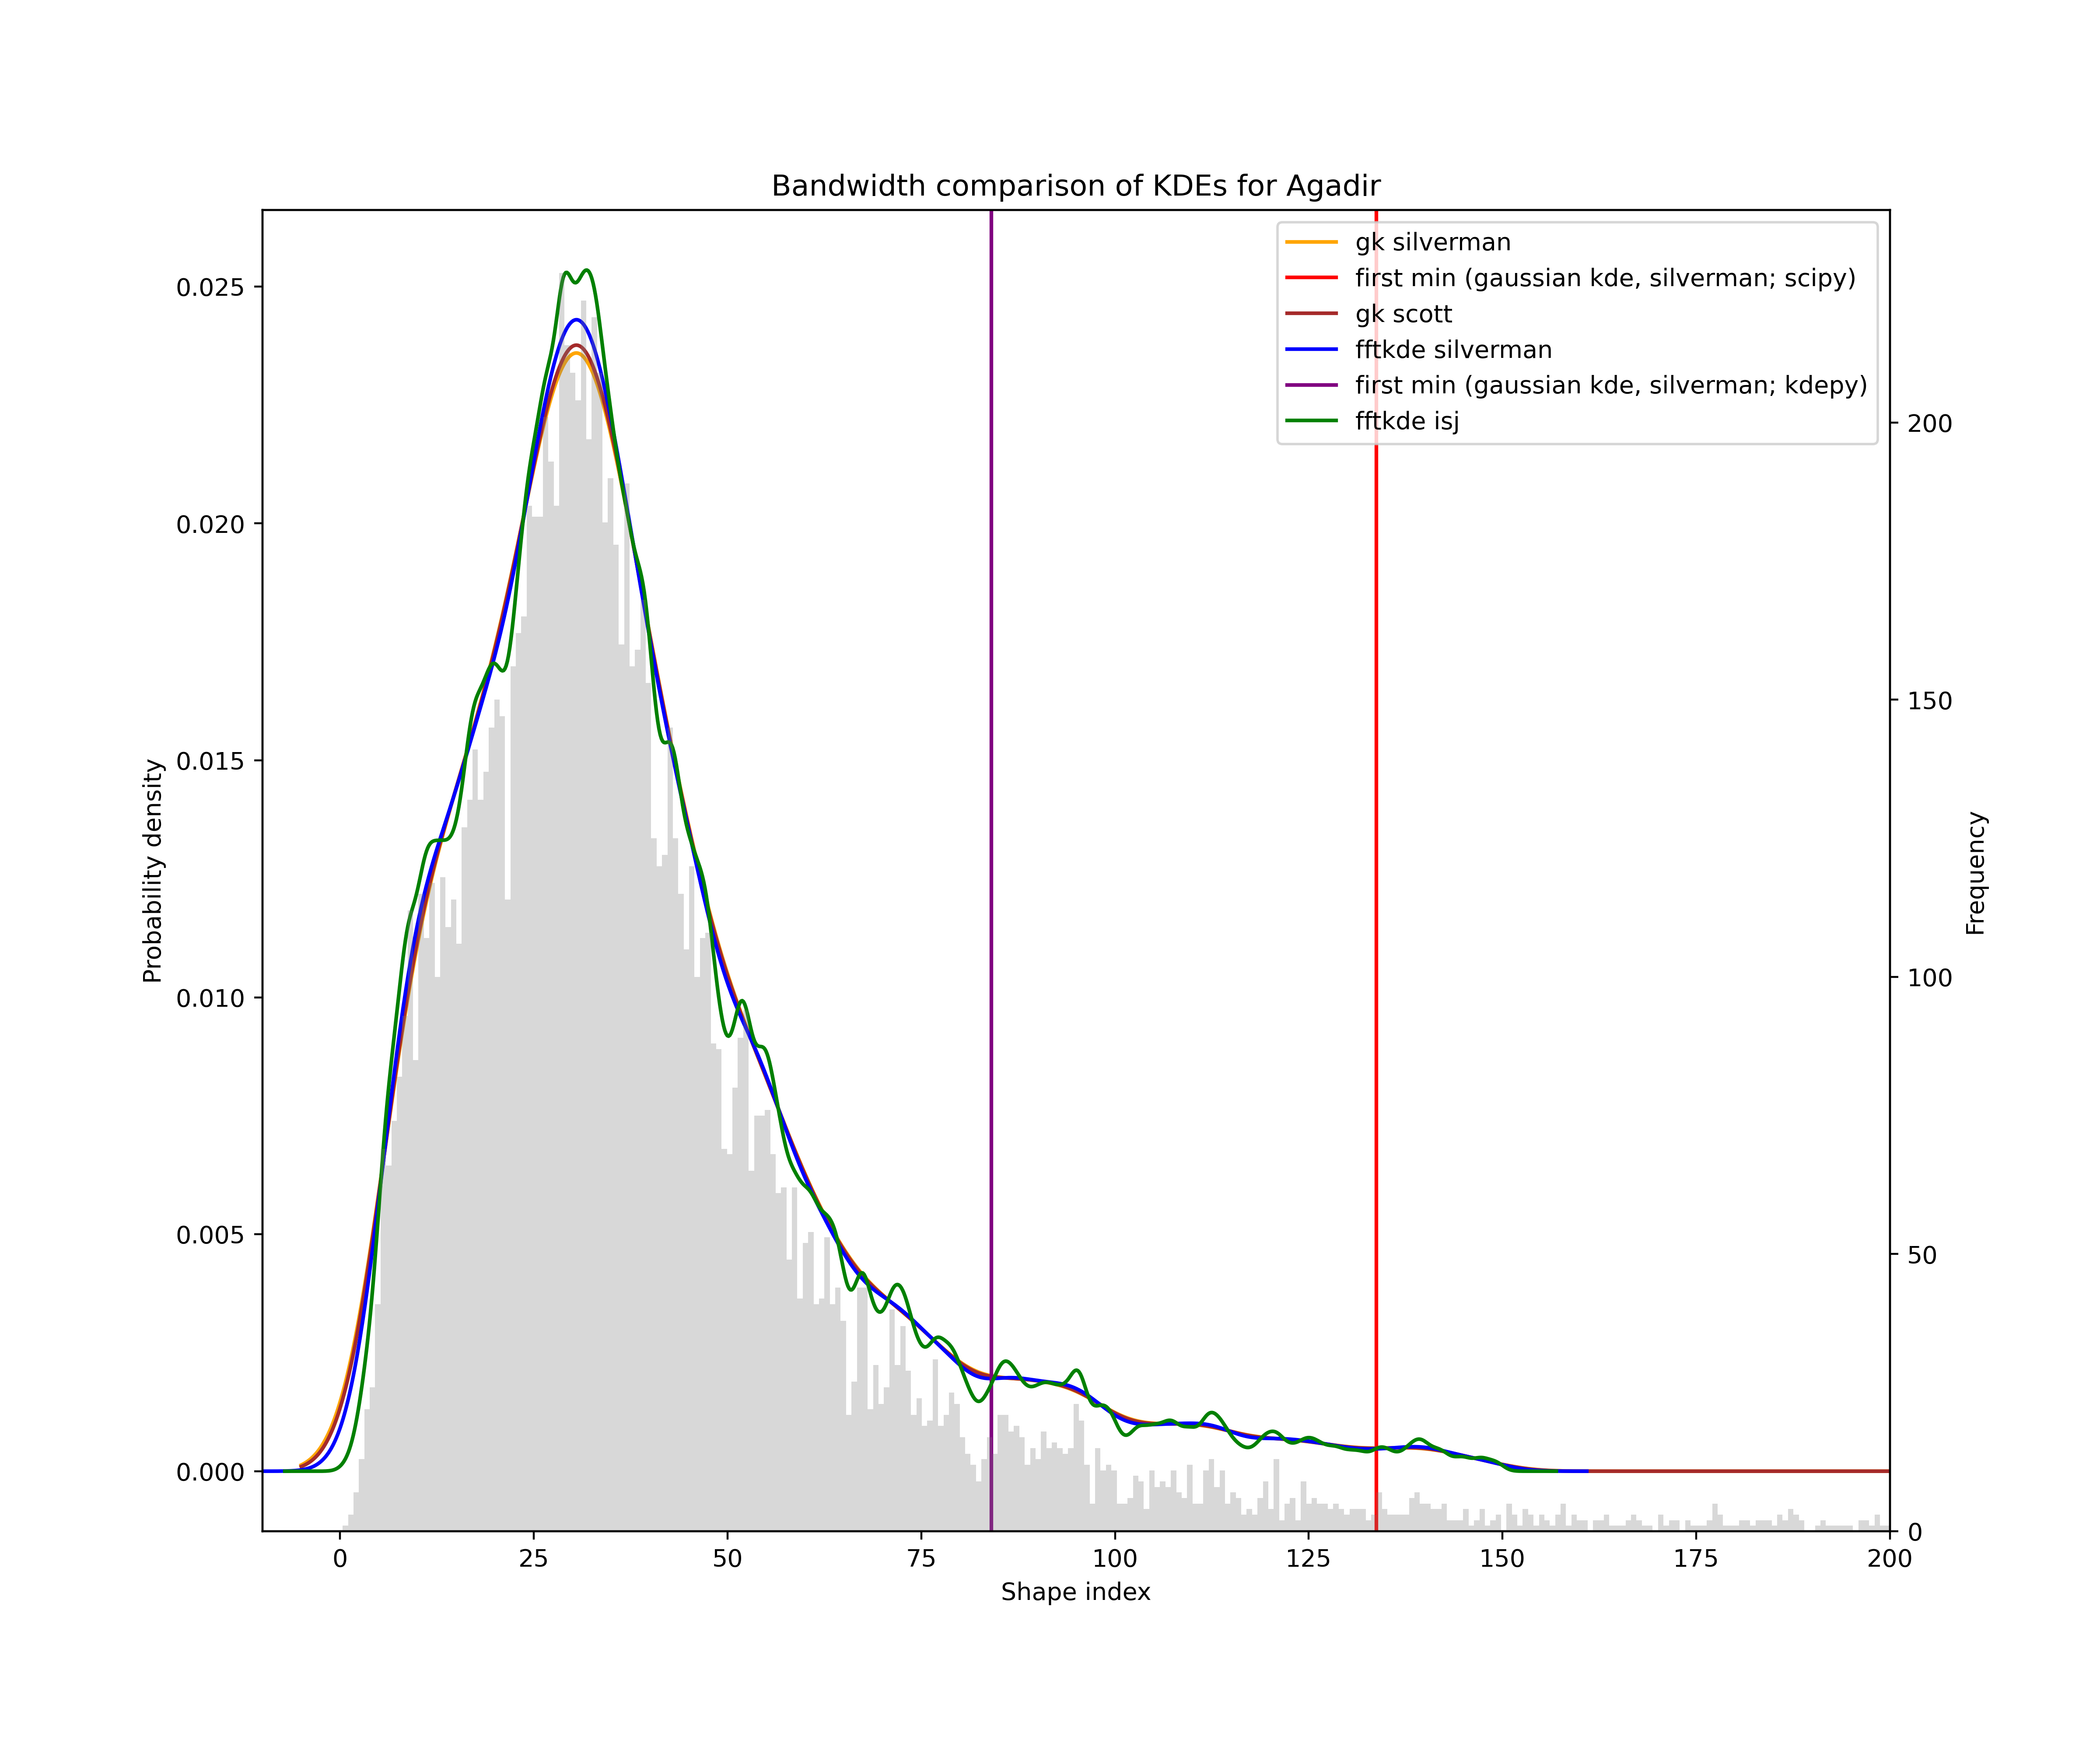 Bandwidth comparison of KDEs for Agadir
gk silverman
first min (gaussian kde, silverman; scipy)
gk scott
fftkde silverman
first min (gaussian kde, silverman; kdepy)
fftkde isj
0.025
0.020
0.015
0.010
0.005
0.000
Probability density
200
150
100
50
0
Frequency
0 25 50 75 100 125 150 175 200
Shape index